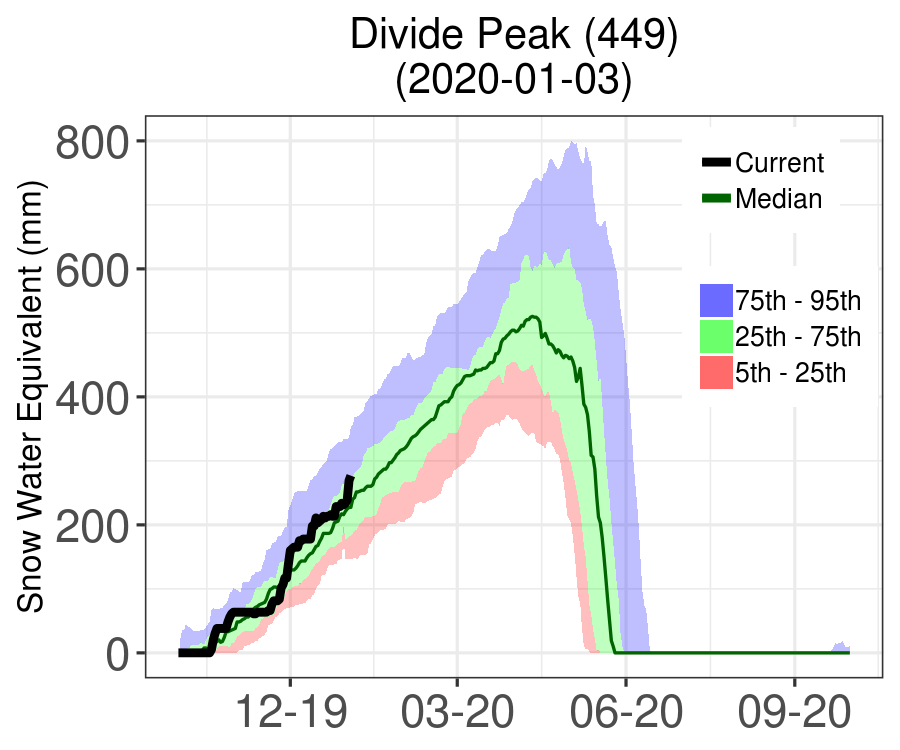 Divide Peak (449)
(2020-01-03)
Snow Water Equivalent (mm)
800
600
400
200
0
12-19 03-20 06-20 09-20
Current
Median
75th - 95th
25th - 75th
5th - 25th